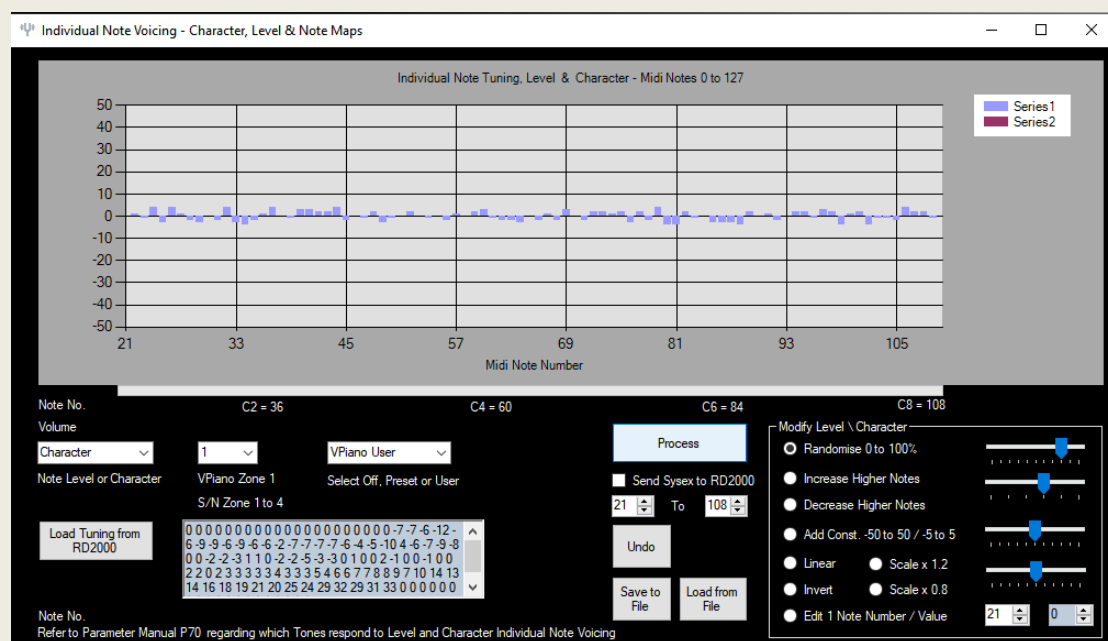 Individual Note Voicing - Character, Level & Note Maps
Individual Note Tuning, Level & Character - Midi Notes 0 to 127
Series1
Series2
50
40
30
20
10
0
-10
-20
-30
-40
-50
21 33 45 57 69 81 93 105
Midi Note Number
Note No. C2 = 36 C4 = 60 C6 = 84 C8 = 108
Volume
Character 1 VPiano User
Note Level or Character VPiano Zone 1 Select Off, Preset or User
S/N Zone 1 to 4
Load Tuning from
RD2000
0 0 0 0 0 0 0 0 0 0 0 0 0 0 0 0 0 0 0 0 0 -7 -7 -6 -12 -
6 -9 -9 -6 -9 -6 -6 -2 -7 -7 -7 -7 -6 -4 -5 -10 4 -6 -7 -9 -8
0 0 -2 -2 -3 1 1 0 -2 -2 -5 -3 -3 0 1 0 0 2 -1 0 0 -1 0 0
2 2 0 2 3 3 3 3 4 3 3 5 4 6 6 7 7 8 8 9 7 10 14 13
14 16 18 19 21 20 25 24 29 32 29 31 33 0 0 0 0 0 0
Process
Send Sysex to RD2000
21 To 108
Undo
Save to
File
Load from
File
Modify Level \ Character
Randomise 0 to 100%
Increase Higher Notes
Decrease Higher Notes
Add Const. -50 to 50 / -5 to 5
Linear Scale x 1.2
Invert Scale x 0.8
Edit 1 Note Number / Value 21 0
Note No.
Refer to Parameter Manual P70 regarding which Tones respond to Level and Character Individual Note Voicing